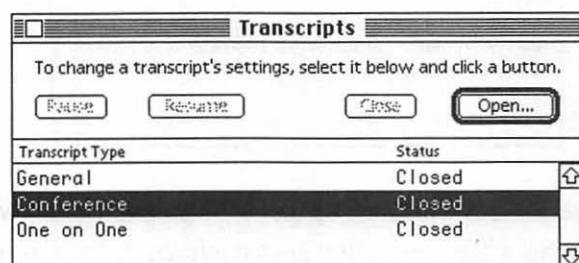 Transcripts
To change a transcript's settings, select it below and click a button.
Pause Resume Close Open...
Transcript Type Status
General Closed
Conference Closed
One on One Closed